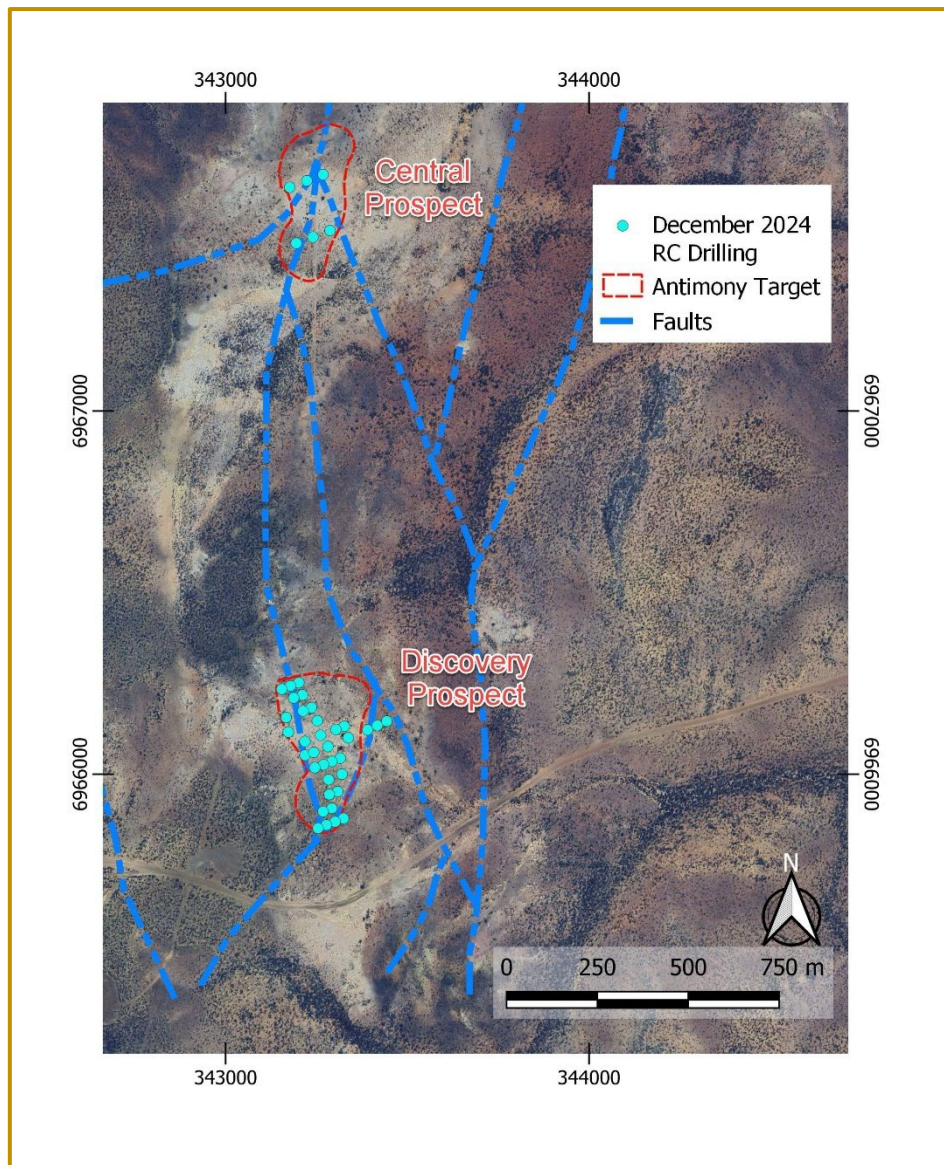 343000 344000
Central
Prospect
December 2024
RC Drilling
Antimony Target
Faults
6967000 6967000
Discovery
Prospect
6966000 6966000
N
0 250 500 750 m
343000 344000